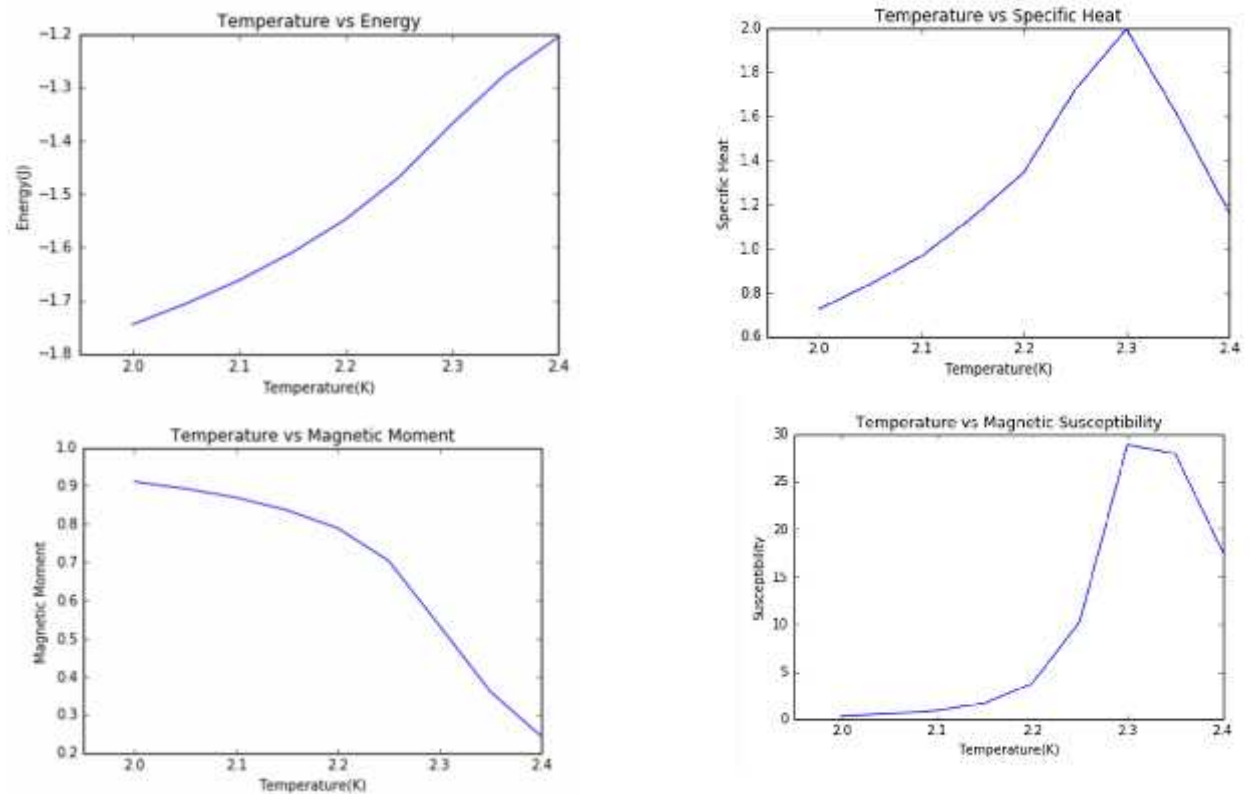 Temperature vs Energy
−1.2
−1.3
−1.4
−1.5
−1.6
−1.7
−1.8
Energy(J)
2.0 2.1 2.2 2.3 2.4
Temperature(K)
Temperature vs Specific Heat
2.0
1.8
1.6
1.4
1.2
1.0
0.8
0.6
Specific Heat
2.0 2.1 2.2 2.3 2.4
Temperature(K)
Temperature vs Magnetic Moment
1.0
0.9
0.8
0.7
0.6
0.5
0.4
0.3
0.2
Magnetic Moment
2.0 2.1 2.2 2.3 2.4
Temperature(K)
Temperature vs Magnetic Susceptibility
30
25
20
15
10
5
0
Susceptibility
2.0 2.1 2.2 2.3 2.4
Temperature(K)